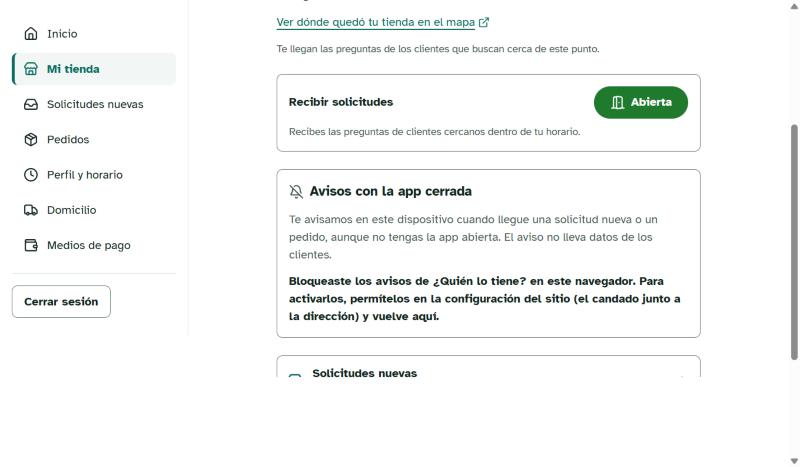 Inicio
Mi tienda
Solicitudes nuevas
Pedidos
Perfil y horario
Domicilio
Medios de pago
Cerrar sesión
Ver dónde quedó tu tienda en el mapa
Te llegan las preguntas de los clientes que buscan cerca de este punto.
Recibir solicitudes
Abierta
Recibes las preguntas de clientes cercanos dentro de tu horario.
Avisos con la app cerrada
Te avisamos en este dispositivo cuando llegue una solicitud nueva o un
pedido, aunque no tengas la app abierta. El aviso no lleva datos de los
clientes.
Bloqueaste los avisos de ¿Quién lo tiene? en este navegador. Para
activarlos, permítelos en la configuración del sitio (el candado junto a
la dirección) y vuelve aquí.
Solicitudes nuevas